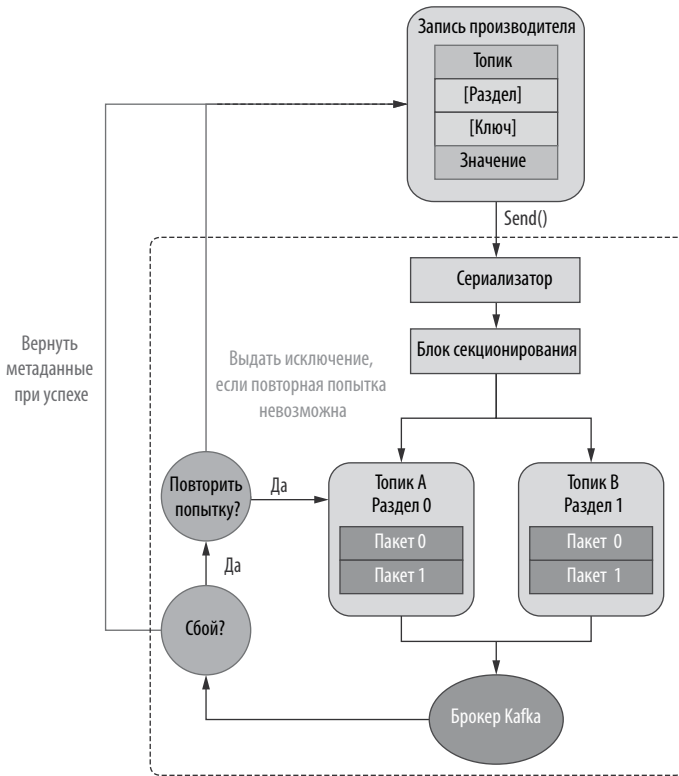 Запись производителя
Топик
[Раздел]
[Ключ]
Значение
Send()
Сериализатор
Блок секционирования
Вернуть
метаданные
при успехе
Выдать исключение,
если повторная попытка
невозможна
Повторить
попытку?
Да
Топик A
Раздел 0
Пакет 0
Пакет 1
Топик B
Раздел 1
Пакет 0
Пакет 1
Да
Сбой?
Брокер Kafka